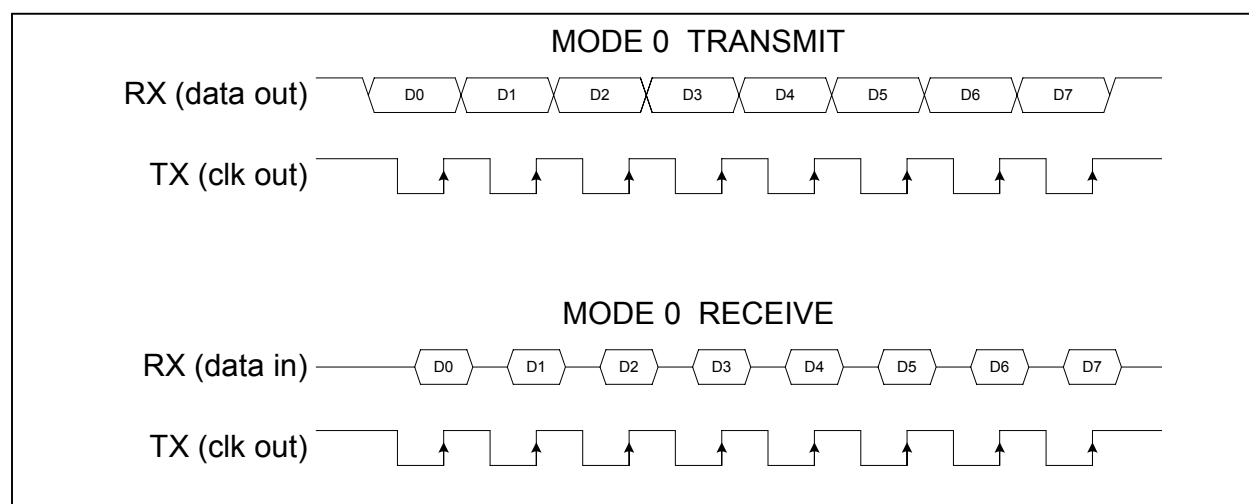 MODE 0 TRANSMIT
RX (data out) D0 D1 D2 D3 D4 D5 D6 D7
TX (clk out)
MODE 0 RECEIVE
RX (data in) D0 D1 D2 D3 D4 D5 D6 D7
TX (clk out)